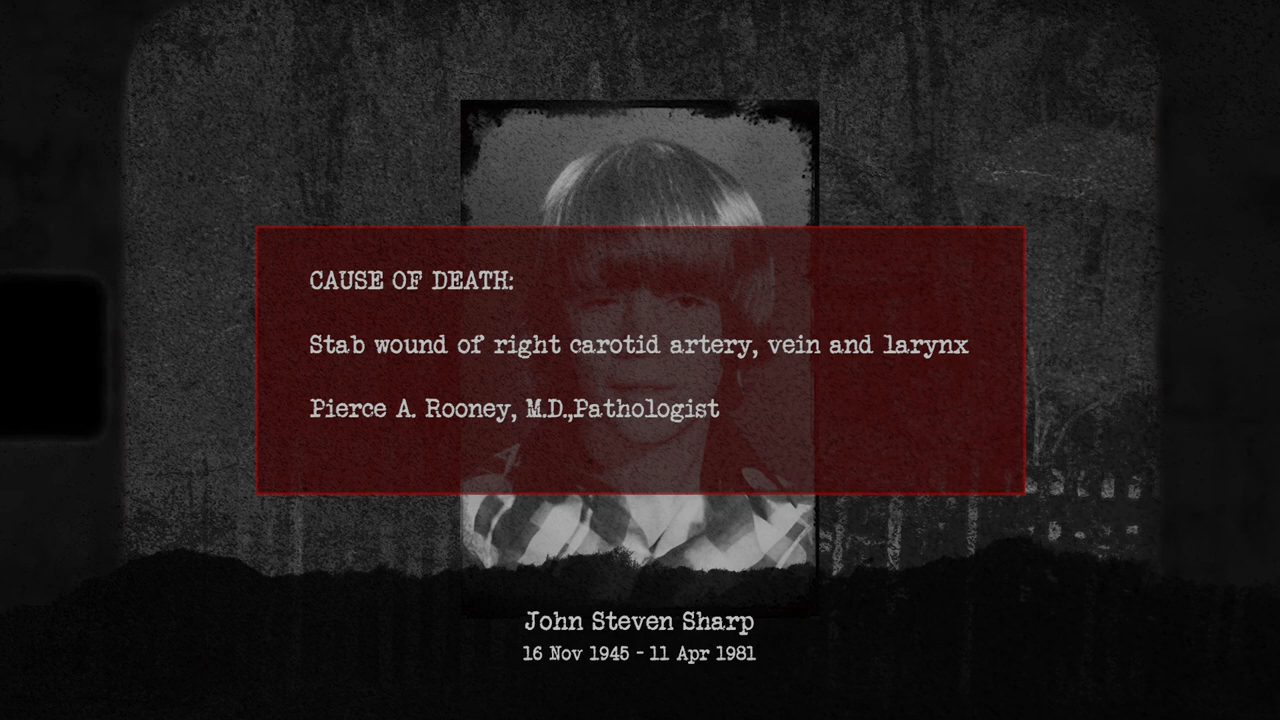 CAUSE OF DEATH:
Stab wound of right carotid artery, vein and larynx
Pierce A. Rooney, M.D.,Pathologist
John Steven Sharp
16 Nov 1945 - 11 Apr 1981